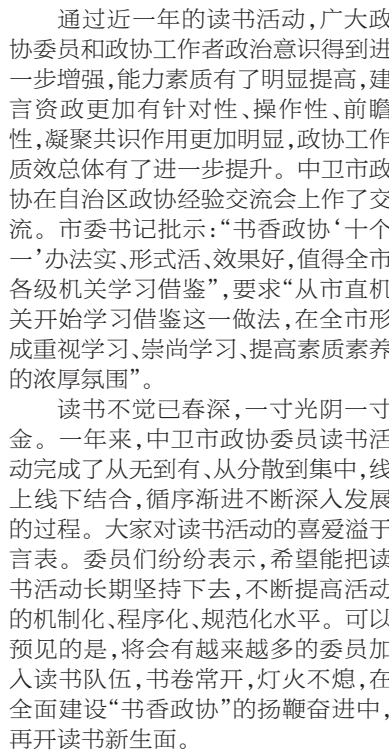 通过近一年的读书活动,广大政
协委员和政协工作者政治意识得到进
一步增强,能力素质有了明显提高,建
言资政更加有针对性、操作性、前瞻
性,凝聚共识作用更加明显,政协工作
质效总体有了进一步提升。中卫市政
协在自治区政协经验交流会上作了交
流。市委书记批示:“书香政协‘十个
一’办法实、形式活、效果好,值得全市
各级机关学习借鉴”,要求“从市直机
关开始学习借鉴这一做法,在全市形
成重视学习、崇尚学习、提高素质素养
的浓厚氛围”。
读书不觉已春深,一寸光阴一寸
金。一年来,中卫市政协委员读书活
动完成了从无到有、从分散到集中,线
上线下结合,循序渐进不断深入发展
的过程。大家对读书活动的喜爱溢于
言表。委员们纷纷表示,希望能把读
书活动长期坚持下去,不断提高活动
的机制化、程序化、规范化水平。可以
预见的是,将会有越来越多的委员加
入读书队伍,书卷常开,灯火不熄,在
全面建设“书香政协”的扬鞭奋进中,
再开读书新生面。